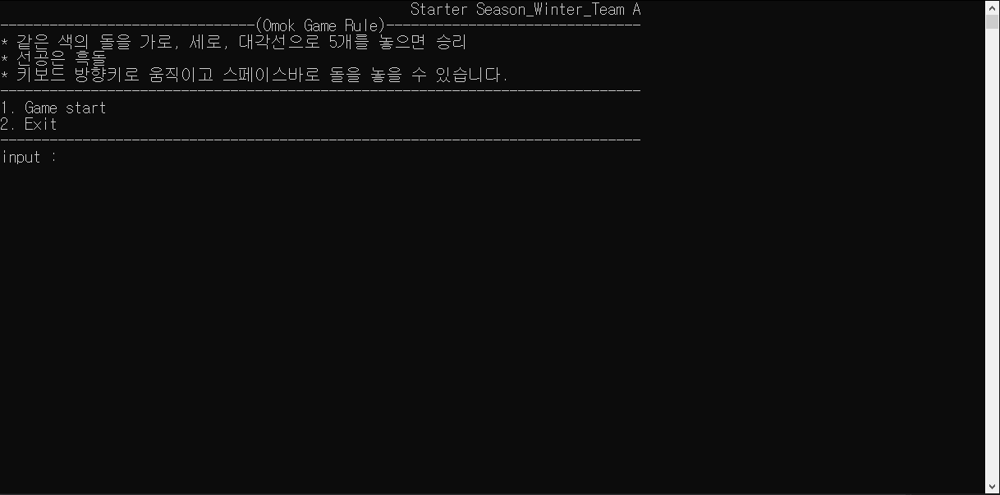 Starter Season_Winter_Team A
-------------------------------(Omok Game Rule)-------------------------------
* 같은 색의 돌을 가로, 세로, 대각선으로 5개를 놓으면 승리
* 선공은 흑돌
* 키보드 방향키로 움직이고 스페이스바로 돌을 놓을 수 있습니다.
------------------------------------------------------------------------------
1. Game start
2. Exit
------------------------------------------------------------------------------
input :